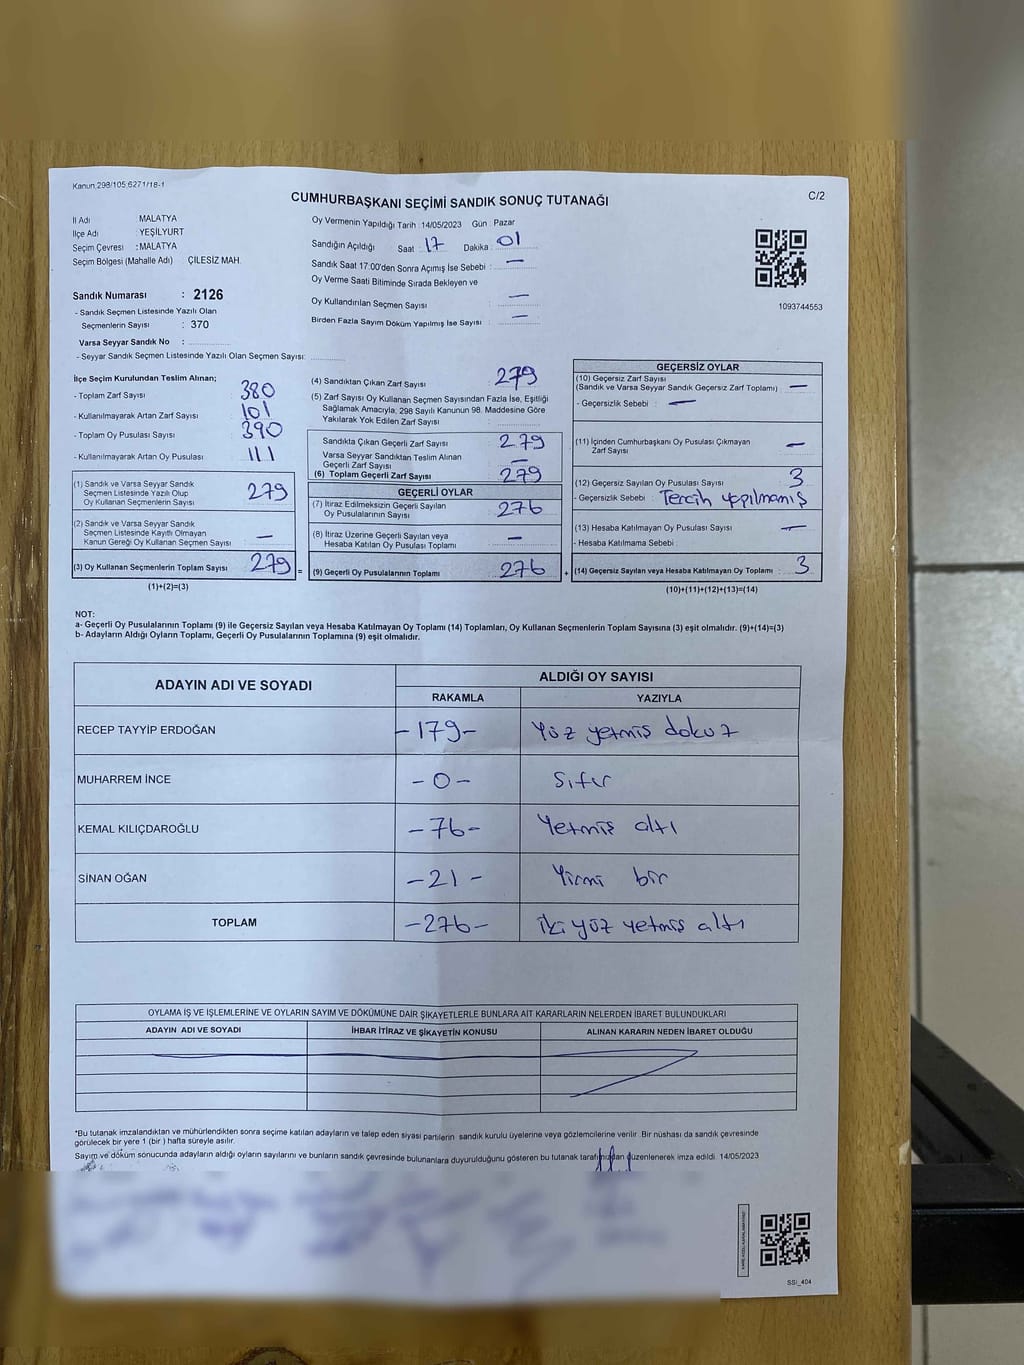 Kanun;298/105,6271/18-1
CUMHURBAŞKANI SEÇİMİ SANDIK SONUÇ TUTANAĞI
C/2
İl Adı : MALATYA
İlçe Adı : YEŞİLYURT
Seçim Çevresi : MALATYA
Seçim Bölgesi (Mahalle Adı) ÇİLESİZ MAH.
Sandık Numarası : 2126
- Sandık Seçmen Listesinde Yazılı Olan
Seçmenlerin Sayısı : 370
Varsa Seyyar Sandık No :
- Seyyar Sandık Seçmen Listesinde Yazılı Olan Seçmen Sayısı:
Oy Vermenin Yapıldığı Tarih : 14/05/2023 Gün : Pazar
Sandığın Açıldığı Saat : 17 Dakika : 01
Sandık Saat 17:00'den Sonra Açımış İse Sebebi : —
Oy Verme Saati Bitiminde Sırada Bekleyen ve
Oy Kullandırılan Seçmen Sayısı : —
Birden Fazla Sayım Döküm Yapılmış İse Sayısı : —
1093744553
İlçe Seçim Kurulundan Teslim Alınan;
- Toplam Zarf Sayısı : 380
- Kullanılmayarak Artan Zarf Sayısı : 101
- Toplam Oy Pusulası Sayısı : 390
- Kullanılmayarak Artan Oy Pusulası : 111
(1) Sandık ve Varsa Seyyar Sandık
Seçmen Listesinde Yazılı Olup
Oy Kullanan Seçmenlerin Sayısı : 279
(2) Sandık ve Varsa Seyyar Sandık
Seçmen Listesinde Kayıtlı Olmayan
Kanun Gereği Oy Kullanan Seçmen Sayısı : —
(3) Oy Kullanan Seçmenlerin Toplam Sayısı : 279
(1)+(2)=(3)
(4) Sandıktan Çıkan Zarf Sayısı : 279
(5) Zarf Sayısı Oy Kullanan Seçmen Sayısından Fazla İse, Eşitliği
Sağlamak Amacıyla, 298 Sayılı Kanunun 98. Maddesine Göre
Yakılarak Yok Edilen Zarf Sayısı :
Sandıkta Çıkan Geçerli Zarf Sayısı : 279
Varsa Seyyar Sandıktan Teslim Alınan
Geçerli Zarf Sayısı : —
(6) Toplam Geçerli Zarf Sayısı : 279
GEÇERLİ OYLAR
(7) İtiraz Edilmeksizin Geçerli Sayılan
Oy Pusulalarının Sayısı : 276
(8) İtiraz Üzerine Geçerli Sayılan veya
Hesaba Katılan Oy Pusulası Toplamı : —
= (9) Geçerli Oy Pusulalarının Toplamı : 276
GEÇERSİZ OYLAR
(10) Geçersiz Zarf Sayısı
(Sandık ve Varsa Seyyar Sandık Geçersiz Zarf Toplamı) : —
- Geçersizlik Sebebi : —
(11) İçinden Cumhurbaşkanı Oy Pusulası Çıkmayan
Zarf Sayısı : —
(12) Geçersiz Sayılan Oy Pusulası Sayısı : 3
- Geçersizlik Sebebi : Tercih yapılmamış
(13) Hesaba Katılmayan Oy Pusulası Sayısı : —
- Hesaba Katılmama Sebebi :
+ (14) Geçersiz Sayılan veya Hesaba Katılmayan Oy Toplamı : 3
(10)+(11)+(12)+(13)=(14)
NOT:
a- Geçerli Oy Pusulalarının Toplamı (9) ile Geçersiz Sayılan veya Hesaba Katılmayan Oy Toplamı (14) Toplamları, Oy Kullanan Seçmenlerin Toplam Sayısına (3) eşit olmalıdır. (9)+(14)=(3)
b- Adayların Aldığı Oyların Toplamı, Geçerli Oy Pusulalarının Toplamına (9) eşit olmalıdır.
ADAYIN ADI VE SOYADI ALDIĞI OY SAYISI
RAKAMLA YAZIYLA
RECEP TAYYİP ERDOĞAN -179- Yüz yetmiş dokuz
MUHARREM İNCE -0- Sıfır
KEMAL KILIÇDAROĞLU -76- Yetmiş altı
SİNAN OĞAN -21- Yirmi bir
TOPLAM -276- İki yüz yetmiş altı
OYLAMA İŞ VE İŞLEMLERİNE VE OYLARIN SAYIM VE DÖKÜMÜNE DAİR ŞİKAYETLERLE BUNLARA AİT KARARLARIN NELERDEN İBARET BULUNDUKLARI
ADAYIN ADI VE SOYADI İHBAR İTİRAZ VE ŞİKAYETİN KONUSU ALINAN KARARIN NEDEN İBARET OLDUĞU
*Bu tutanak imzalandıktan ve mühürlendikten sonra seçime katılan adayların ve talep eden siyasi partilerin sandık kurulu üyelerine veya gözlemcilerine verilir. Bir nüshası da sandık çevresinde
görülecek bir yere 1 (bir ) hafta süreyle asılır.
Sayım ve döküm sonucunda adayların aldığı oyların sayılarını ve bunların sandık çevresinde bulunanlara duyurulduğunu gösteren bu tutanak tarafımızdan düzenlenerek imza edildi. 14/05/2023
SSİ_404